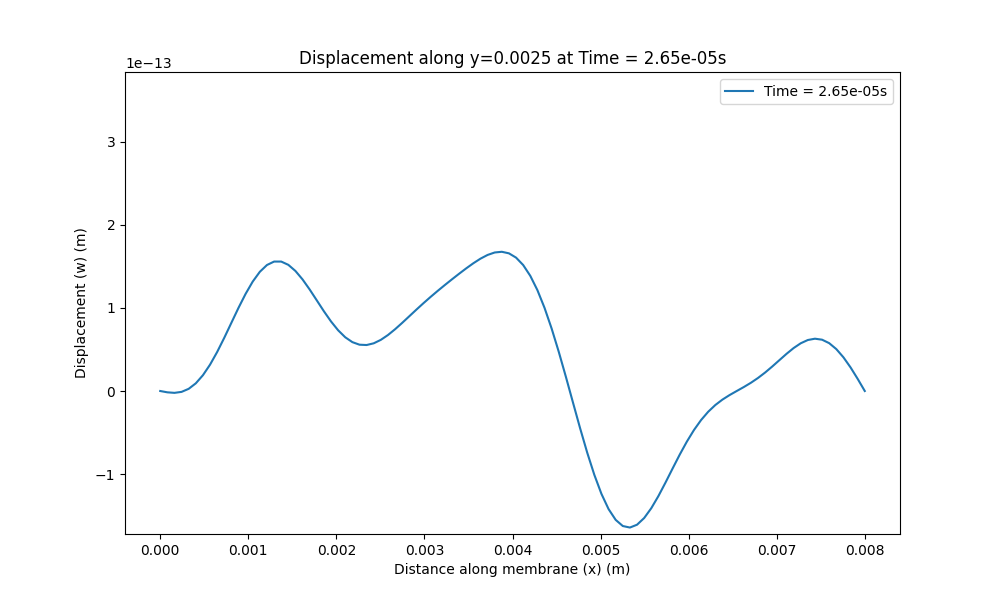 Displacement along y=0.0025 at Time = 2.65e-05s
1e−13
Time = 2.65e-05s
3
2
1
0
−1
Displacement (w) (m)
0.000 0.001 0.002 0.003 0.004 0.005 0.006 0.007 0.008
Distance along membrane (x) (m)